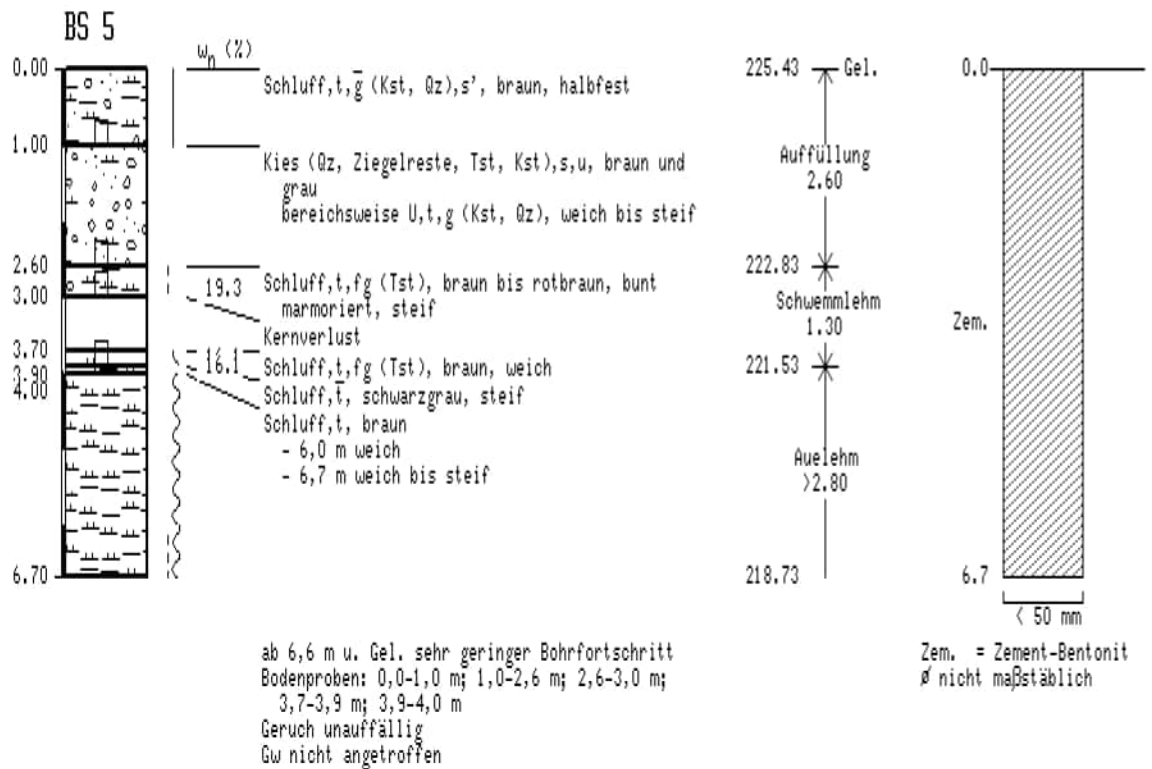 BS 5
wn (%)
0.00
1.00
2.60
3.00
3.70
3.90
4.00
6.70
19.3
16.1
Schluff,t,g̅ (Kst, Qz),s', braun, halbfest
Kies (Qz, Ziegelreste, Tst, Kst),s,u, braun und
grau
bereichsweise U,t,g (Kst, Qz), weich bis steif
Schluff,t,fg (Tst), braun bis rotbraun, bunt
marmoriert, steif
Kernverlust
Schluff,t,fg (Tst), braun, weich
Schluff,t̅, schwarzgrau, steif
Schluff,t, braun
- 6,0 m weich
- 6,7 m weich bis steif
225.43 Gel.
Auffüllung
2.60
222.83
Schwemmlehm
1.30
221.53
Auelehm
>2.80
218.73
0.0
Zem.
6.7
< 50 mm
ab 6,6 m u. Gel. sehr geringer Bohrfortschritt
Bodenproben: 0,0-1,0 m; 1,0-2,6 m; 2,6-3,0 m;
3,7-3,9 m; 3,9-4,0 m
Geruch unauffällig
Gw nicht angetroffen
Zem. = Zement-Bentonit
Ø nicht maßstäblich